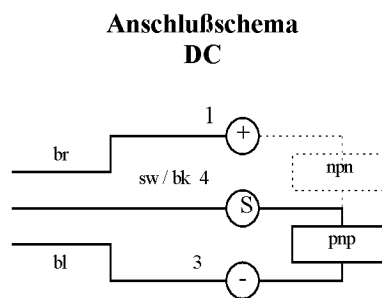 Anschlußschema
DC
1
+
br
npn
sw / bk 4
S
pnp
bl
3
-